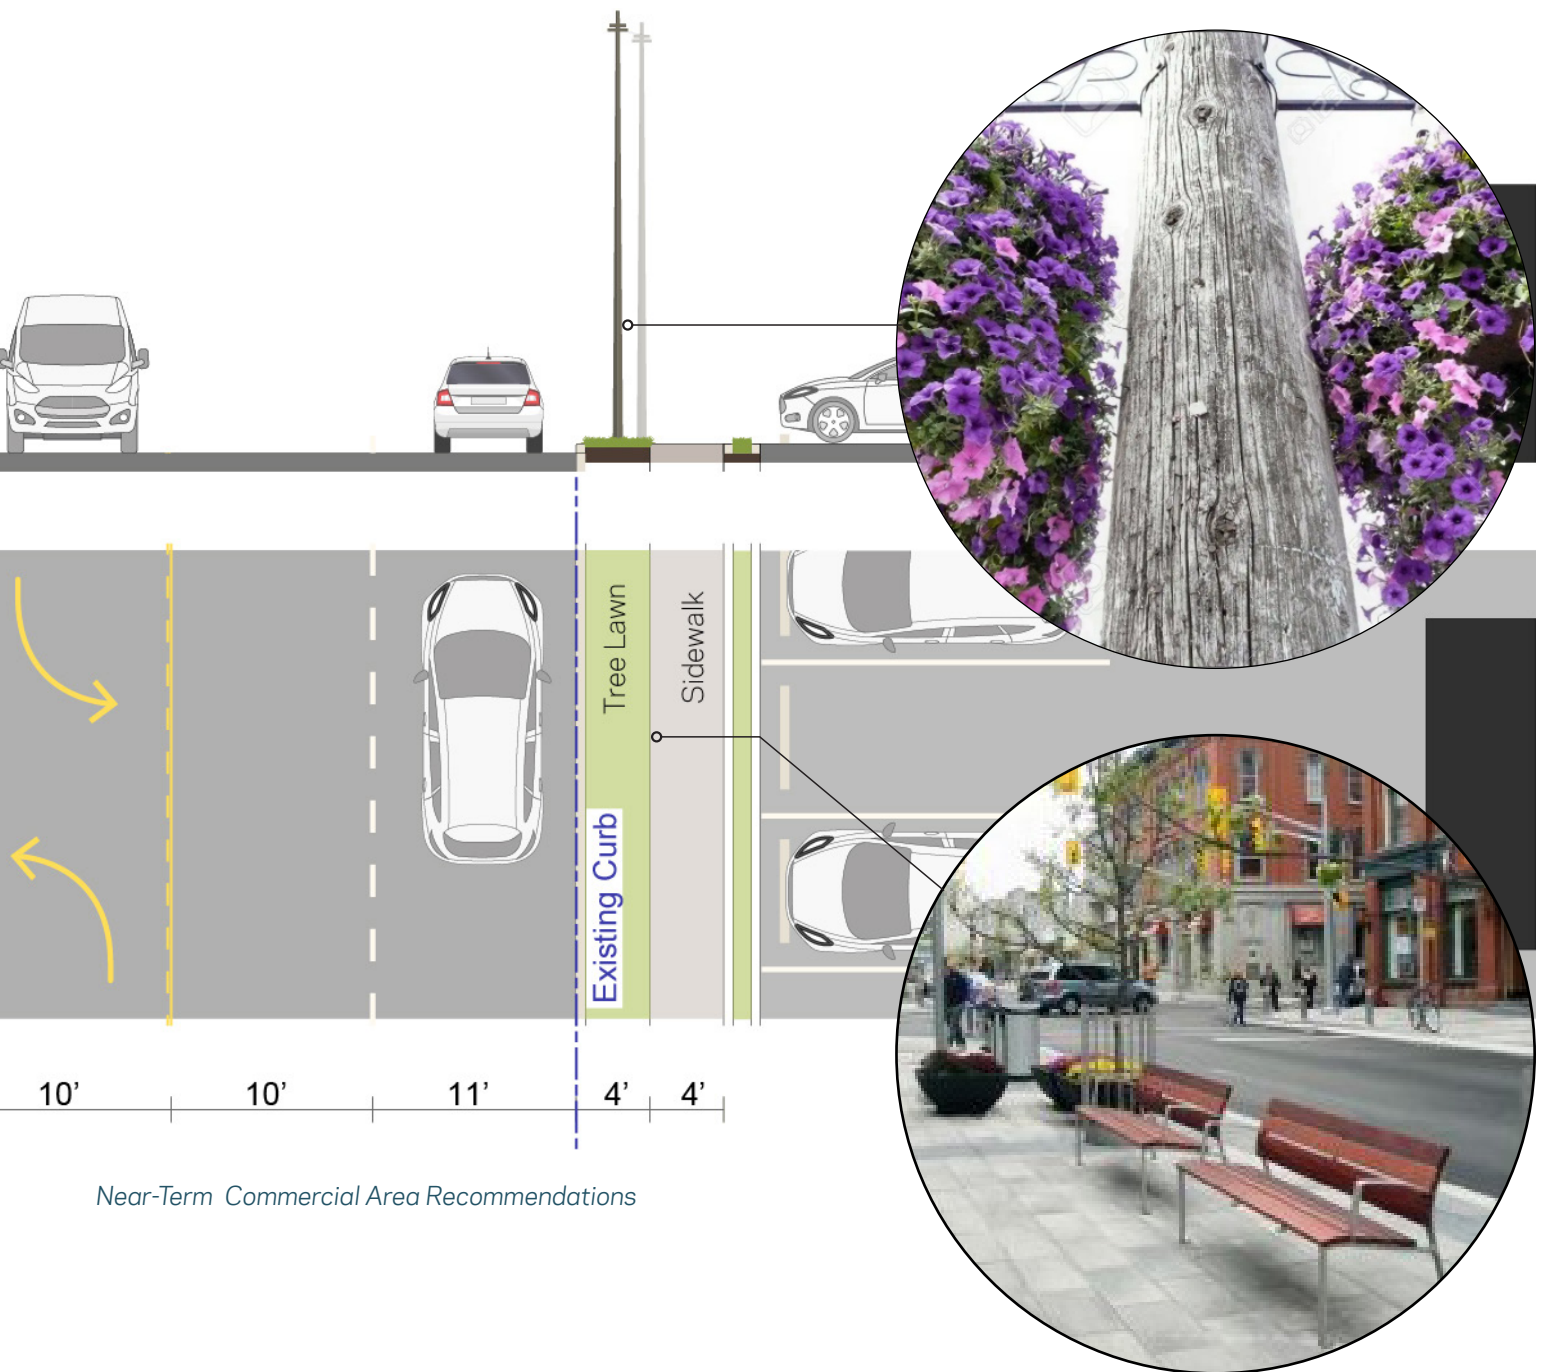 Tree Lawn
Sidewalk
Existing Curb
10’
10’
11’
4’
4’
Near-Term Commercial Area Recommendations